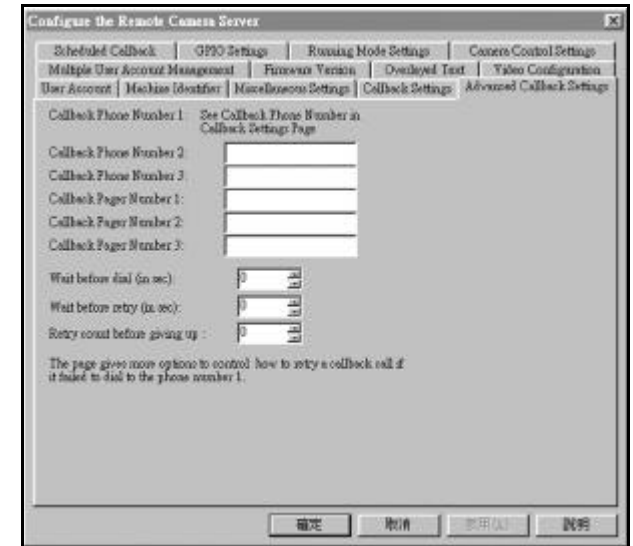 Configure the Remote Camera Server
Scheduled Callback GPIO Settings Running Mode Settings Camera Control Settings
Multiple User Account Management Firmware Version Overlayed Text Video Configuration
User Account Machine Identifier Miscellaneous Settings Callback Settings Advanced Callback Settings
Callback Phone Number 1: See Callback Phone Number in
Callback Settings Page
Callback Phone Number 2:
Callback Phone Number 3:
Callback Pager Number 1:
Callback Pager Number 2:
Callback Pager Number 3:
Wait before dial (in sec): 0
Wait before retry (in sec): 0
Retry count before giving up : 0
The page gives more options to control how to retry a callback call if
it failed to dial to the phone number 1.
確定 取消 套用(A) 說明